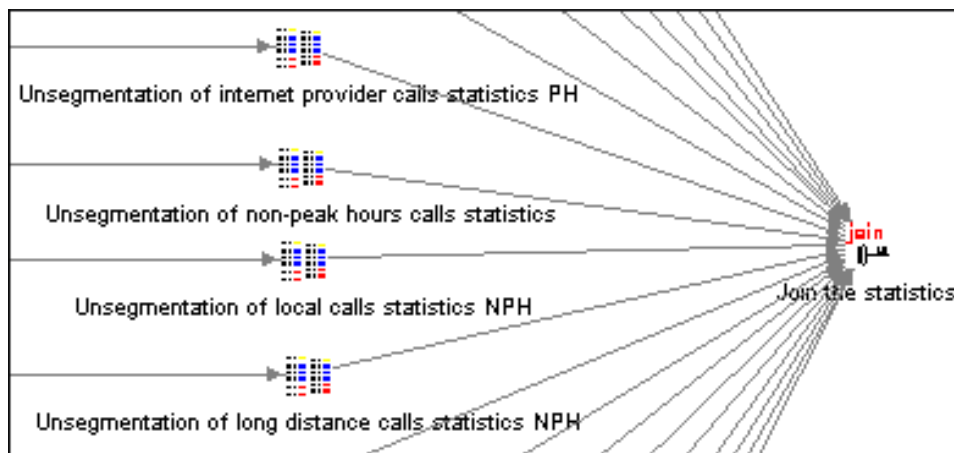 Unsegmentation of internet provider calls statistics PH
Unsegmentation of non-peak hours calls statistics
join
Unsegmentation of local calls statistics NPH
Join the statistics
Unsegmentation of long distance calls statistics NPH